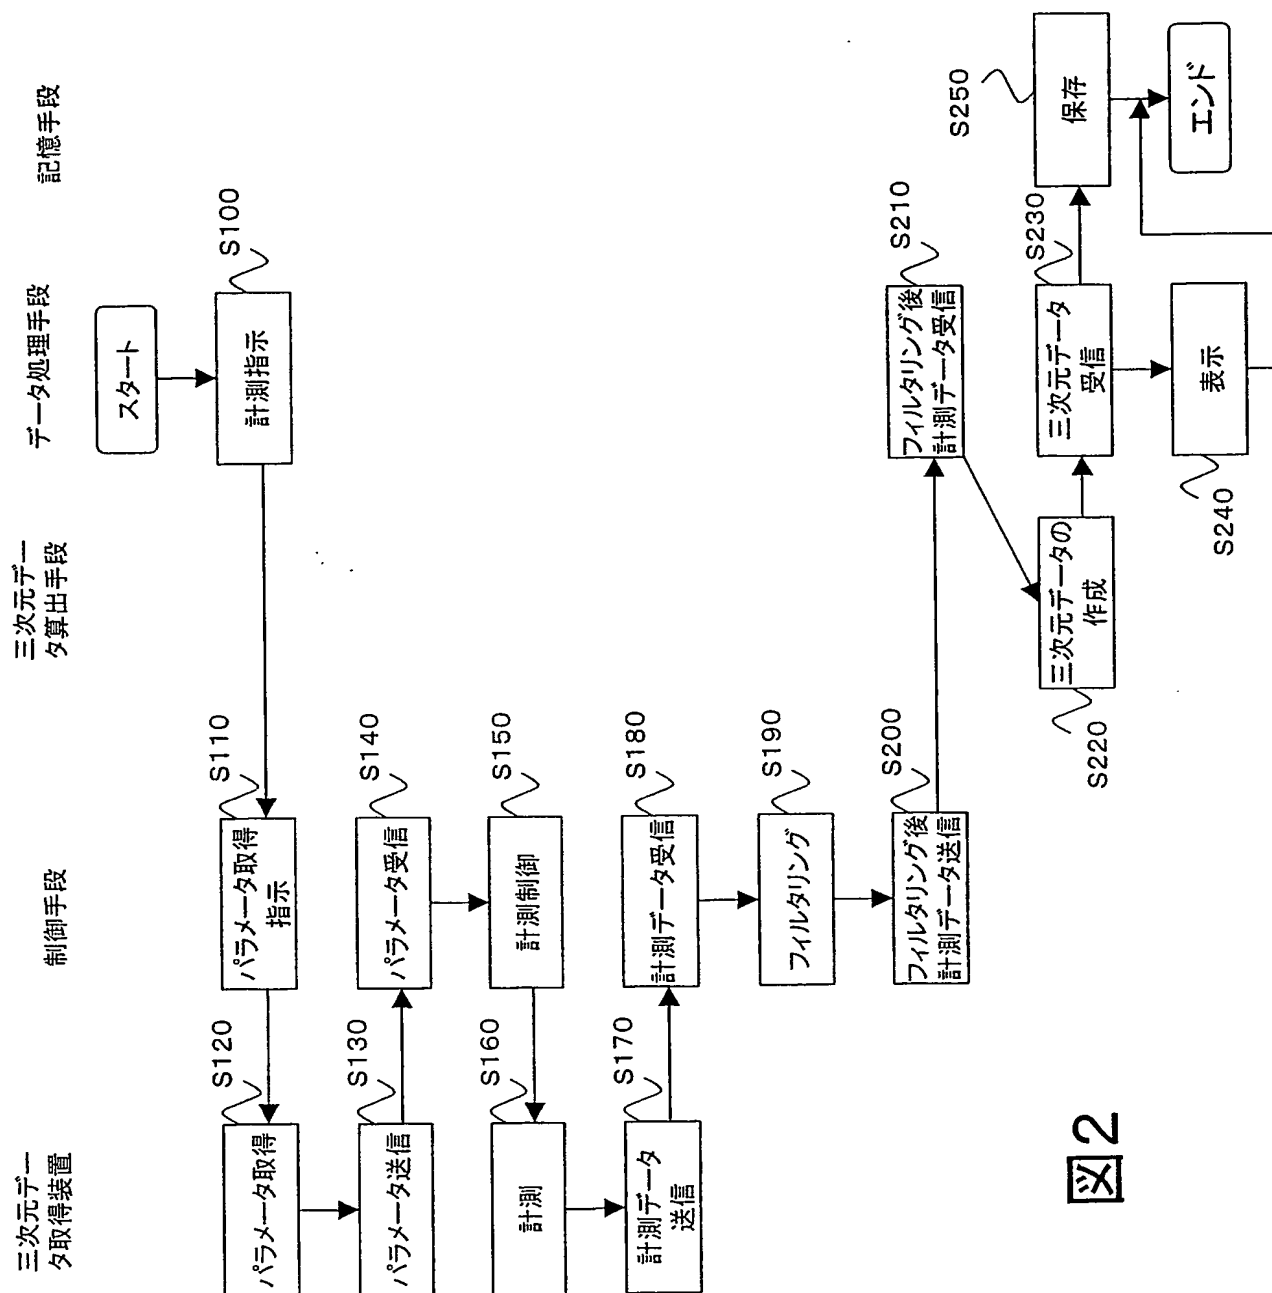 三次元デー
タ取得装置
制御手段
三次元デー
タ算出手段
データ処理手段
記憶手段
スタート
計測指示
S100
パラメータ取得
指示
S110
パラメータ取得
S120
パラメータ送信
S130
パラメータ受信
S140
計測制御
S150
計測
S160
計測データ
送信
S170
計測データ受信
S180
フィルタリング
S190
フィルタリング後
計測データ送信
S200
フィルタリング後
計測データ受信
S210
三次元データの
作成
S220
三次元データ
受信
S230
表示
S240
保存
S250
エンド
図2